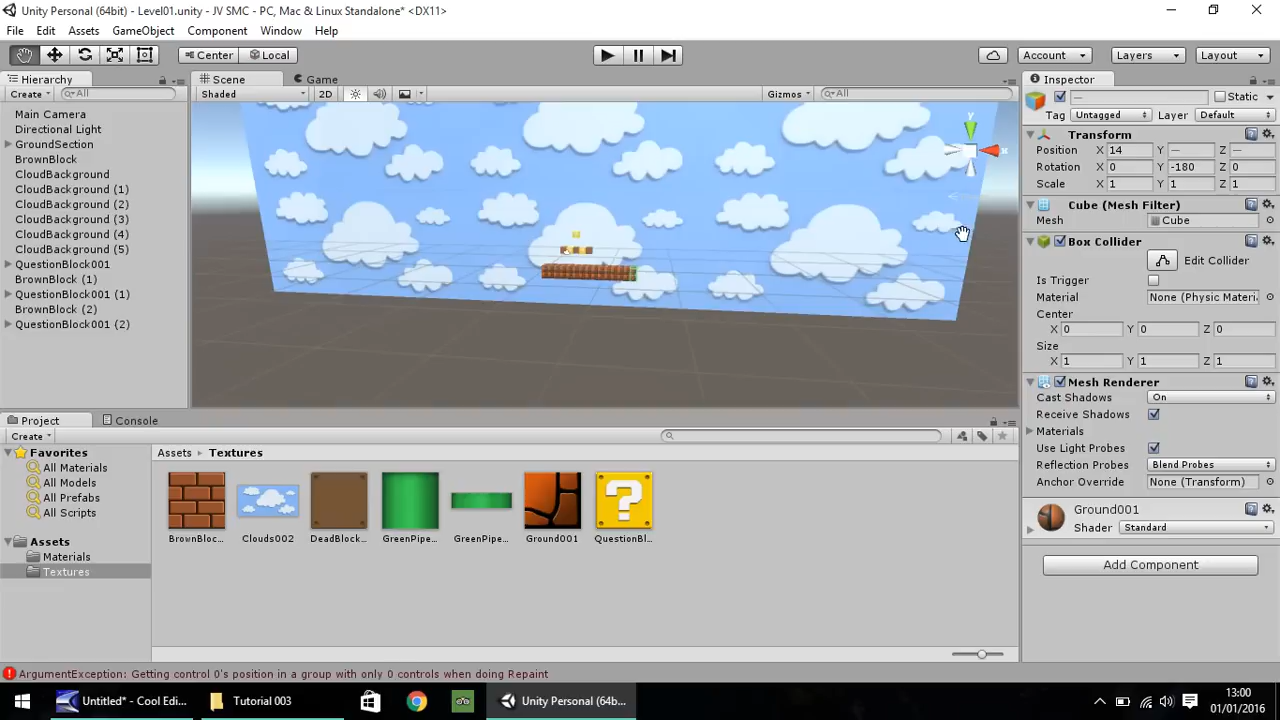 Unity Personal (64bit) - Level01.unity - JV SMC - PC, Mac & Linux Standalone* <DX11>
File Edit Assets GameObject Component Window Help
Center Local Account Layers Layout
Hierarchy
Create All
Main Camera
Directional Light
GroundSection
BrownBlock
CloudBackground
CloudBackground (1)
CloudBackground (2)
CloudBackground (3)
CloudBackground (4)
CloudBackground (5)
QuestionBlock001
BrownBlock (1)
QuestionBlock001 (1)
BrownBlock (2)
QuestionBlock001 (2)
Scene Game
Shaded 2D Gizmos All
y
x
Inspector
— Static
Tag Untagged Layer Default
Transform
Position X 14 Y — Z —
Rotation X 0 Y -180 Z 0
Scale X 1 Y 1 Z 1
Cube (Mesh Filter)
Mesh Cube
Box Collider
Edit Collider
Is Trigger
Material None (Physic Materi
Center
X 0 Y 0 Z 0
Size
X 1 Y 1 Z 1
Mesh Renderer
Cast Shadows On
Receive Shadows
Materials
Use Light Probes
Reflection Probes Blend Probes
Anchor Override None (Transform)
Ground001
Shader Standard
Add Component
Project Console
Create
Favorites
All Materials
All Models
All Prefabs
All Scripts
Assets
Materials
Textures
Assets ▸ Textures
?
BrownBloc... Clouds002 DeadBlock... GreenPipe... GreenPipe... Ground001 QuestionBl...
ArgumentException: Getting control 0's position in a group with only 0 controls when doing Repaint
Untitled* - Cool Edi... Tutorial 003 Unity Personal (64b... 13:00
01/01/2016